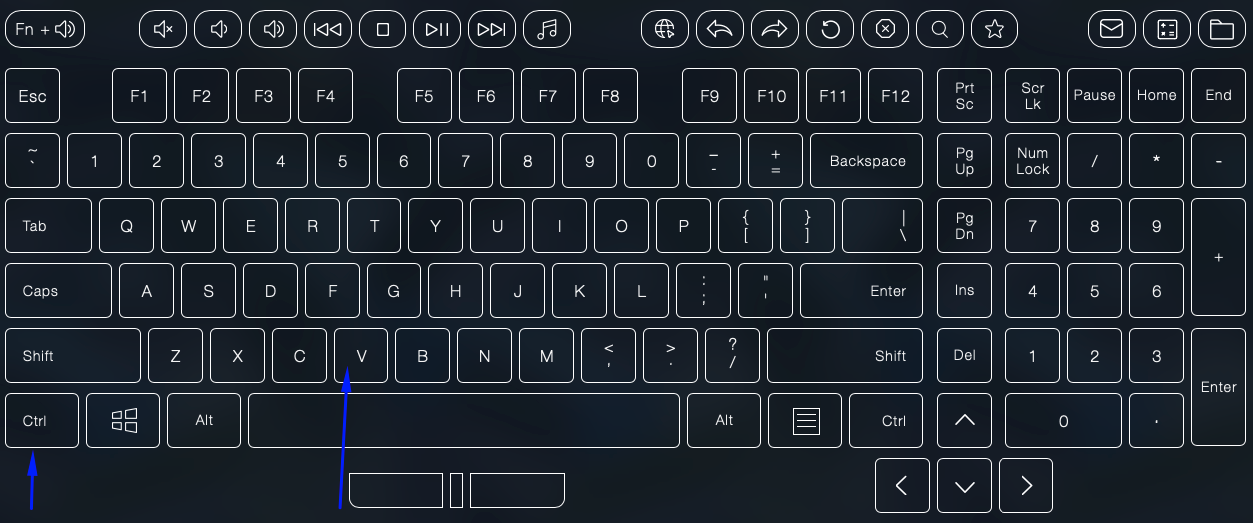 Fn +
Esc F1 F2 F3 F4 F5 F6 F7 F8 F9 F10 F11 F12 Prt Sc Scr Lk Pause Home End
~ ` 1 2 3 4 5 6 7 8 9 0 _ - + = Backspace Pg Up Num Lock / * -
Tab Q W E R T Y U I O P { [ } ] | \ Pg Dn 7 8 9 +
Caps A S D F G H J K L : ; " ' Enter Ins 4 5 6
Shift Z X C V B N M < , > . ? / Shift Del 1 2 3 Enter
Ctrl Alt Alt Ctrl 0 .